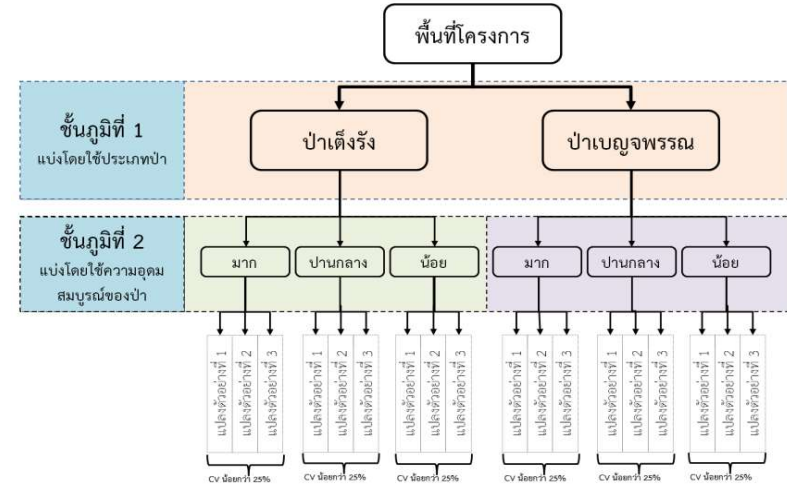 พื้นที่โครงการ
ชั้นภูมิที่ 1
แบ่งโดยใช้ประเภทป่า
ป่าเต็งรัง
ป่าเบญจพรรณ
ชั้นภูมิที่ 2
แบ่งโดยใช้ความอุดม
สมบูรณ์ของป่า
มาก
ปานกลาง
น้อย
มาก
ปานกลาง
น้อย
แปลงตัวอย่างที่ 1
แปลงตัวอย่างที่ 2
แปลงตัวอย่างที่ 3
แปลงตัวอย่างที่ 1
แปลงตัวอย่างที่ 2
แปลงตัวอย่างที่ 3
แปลงตัวอย่างที่ 1
แปลงตัวอย่างที่ 2
แปลงตัวอย่างที่ 3
แปลงตัวอย่างที่ 1
แปลงตัวอย่างที่ 2
แปลงตัวอย่างที่ 3
แปลงตัวอย่างที่ 1
แปลงตัวอย่างที่ 2
แปลงตัวอย่างที่ 3
แปลงตัวอย่างที่ 1
แปลงตัวอย่างที่ 2
แปลงตัวอย่างที่ 3
CV น้อยกว่า 25%
CV น้อยกว่า 25%
CV น้อยกว่า 25%
CV น้อยกว่า 25%
CV น้อยกว่า 25%
CV น้อยกว่า 25%